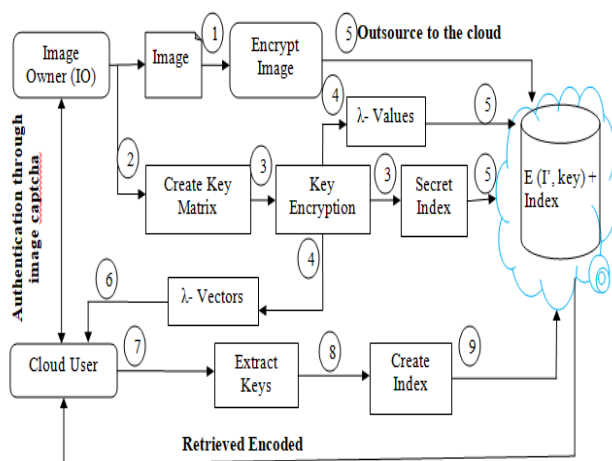 1
5
Outsource to the cloud
Image
Owner (IO)
Image
Encrypt
Image
4
λ- Values
5
2
3
3
5
Create Key
Matrix
Key
Encryption
Secret
Index
E (I', key) +
Index
Authentication through
image captcha
4
6
λ- Vectors
Cloud User
7
Extract
Keys
8
Create
Index
9
Retrieved Encoded